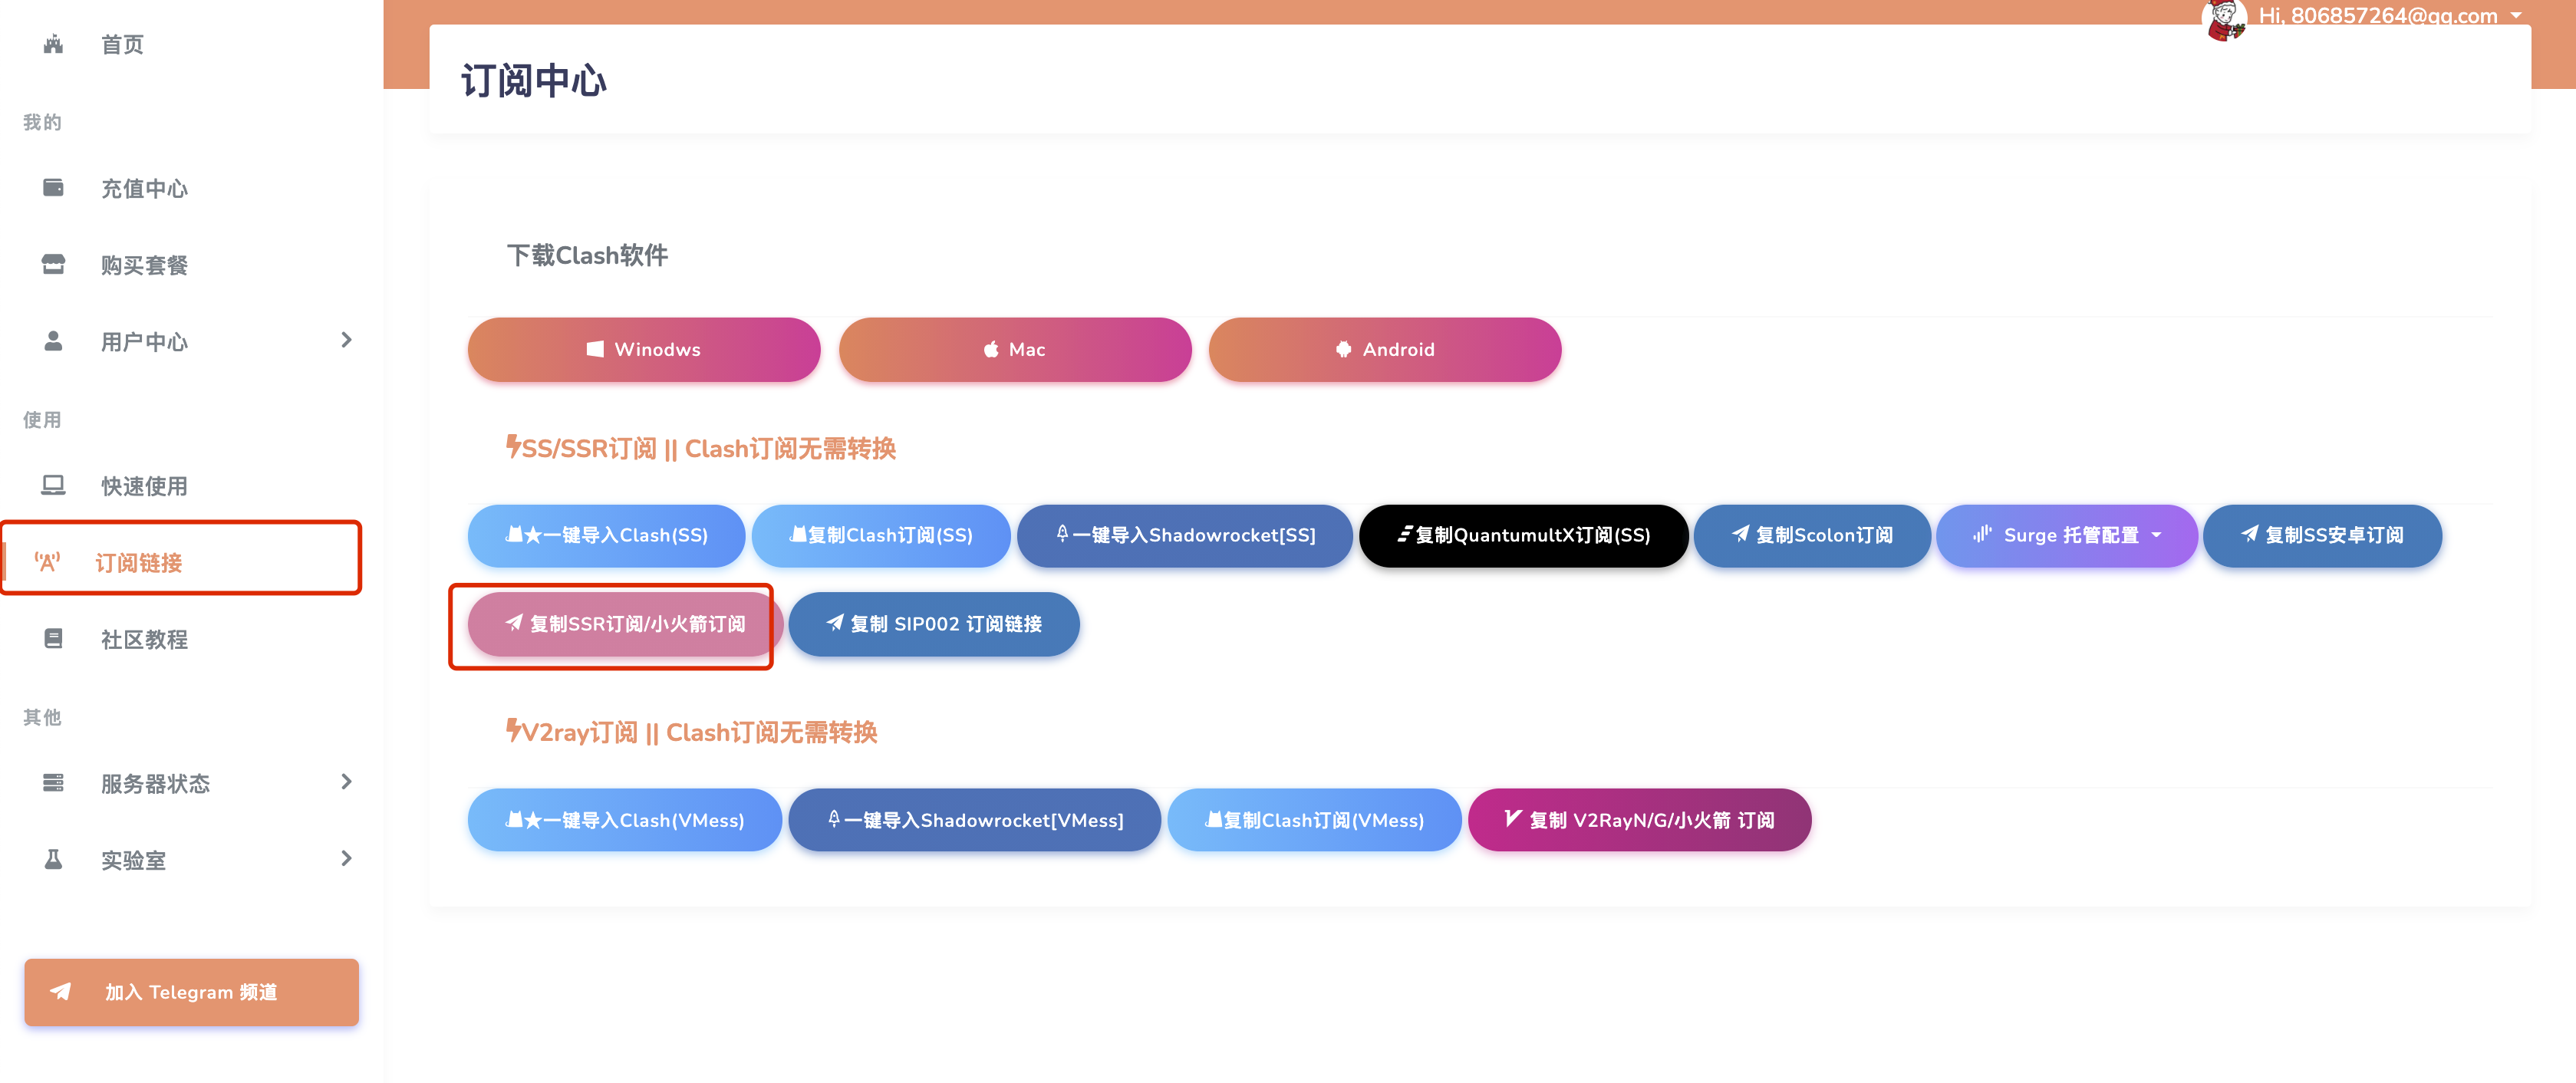 Hi, 806857264@qq.com
首页
我的
充值中心
购买套餐
用户中心
使用
快速使用
订阅链接
社区教程
其他
服务器状态
实验室
加入 Telegram 频道
订阅中心
下载Clash软件
Winodws
Mac
Android
SS/SSR订阅 || Clash订阅无需转换
★一键导入Clash(SS)
复制Clash订阅(SS)
一键导入Shadowrocket[SS]
复制QuantumultX订阅(SS)
复制Scolon订阅
Surge 托管配置
复制SS安卓订阅
复制SSR订阅/小火箭订阅
复制 SIP002 订阅链接
V2ray订阅 || Clash订阅无需转换
★一键导入Clash(VMess)
一键导入Shadowrocket[VMess]
复制Clash订阅(VMess)
复制 V2RayN/G/小火箭 订阅